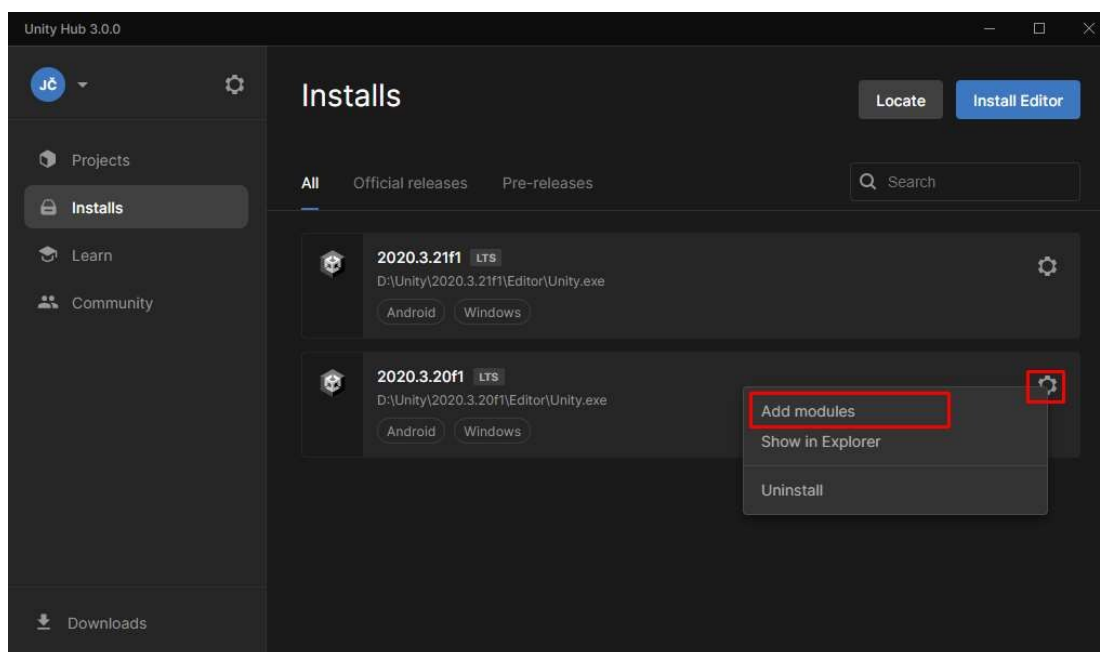 Unity Hub 3.0.0
JČ
Installs
Locate
Install Editor
Projects
Installs
Learn
Community
Downloads
All
Official releases
Pre-releases
Search
2020.3.21f1 LTS
D:\Unity\2020.3.21f1\Editor\Unity.exe
Android
Windows
2020.3.20f1 LTS
D:\Unity\2020.3.20f1\Editor\Unity.exe
Android
Windows
Add modules
Show in Explorer
Uninstall